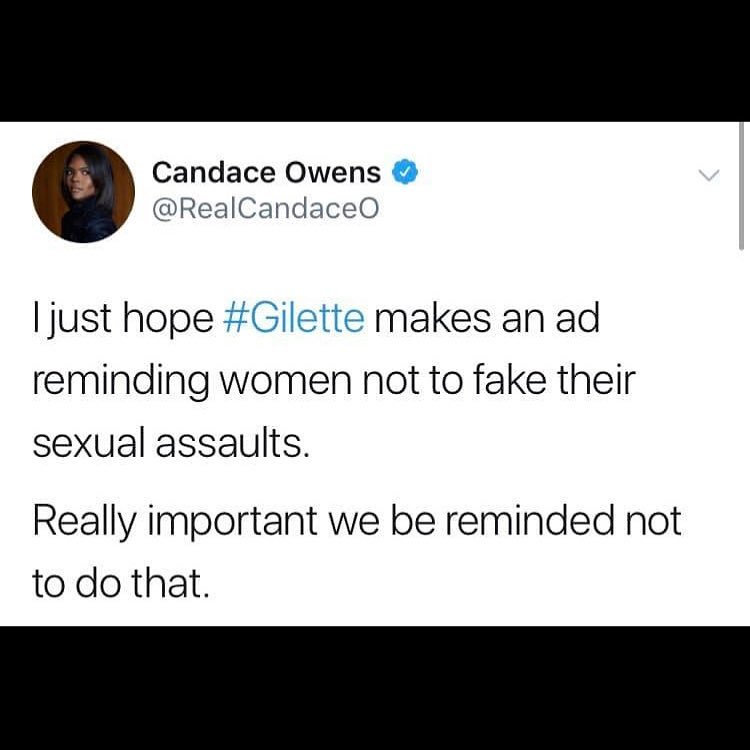 Candace Owens
@RealCandaceO
I just hope #Gilette makes an ad
reminding women not to fake their
sexual assaults.
Really important we be reminded not
to do that.